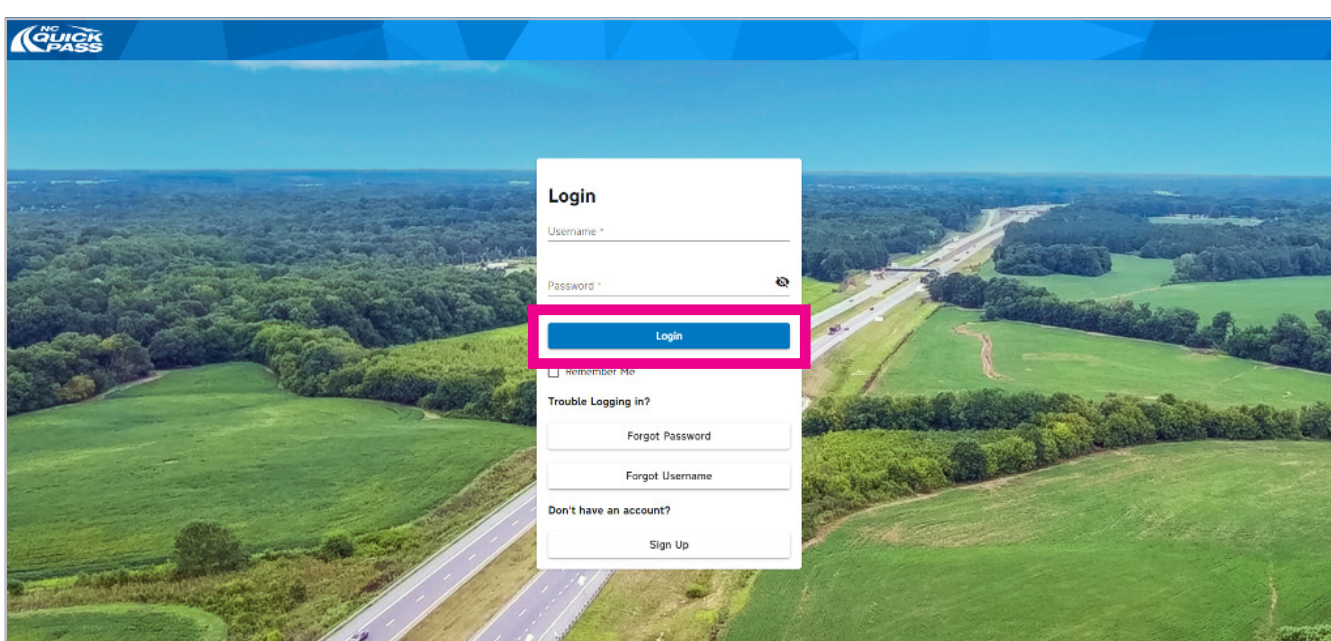 NC
QUICK
PASS
Login
Username *
Password *
Login
Remember Me
Trouble Logging in?
Forgot Password
Forgot Username
Don't have an account?
Sign Up